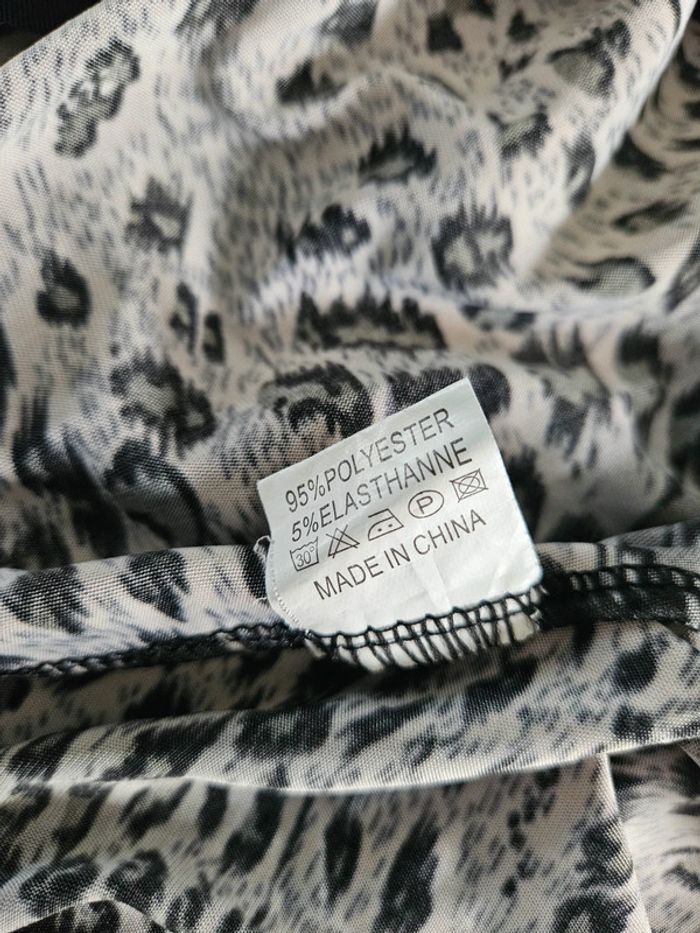 95%POLYESTER
5%ELASTHANNE
30° P
MADE IN CHINA